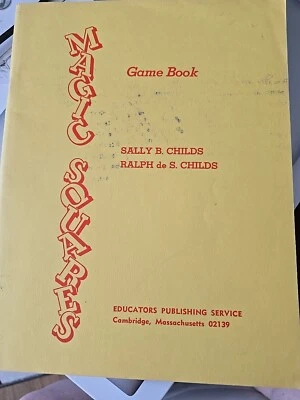 MAGIC SQUARES
Game Book
SALLY B. CHILDS
RALPH de S. CHILDS
EDUCATORS PUBLISHING SERVICE
Cambridge, Massachusetts 02139